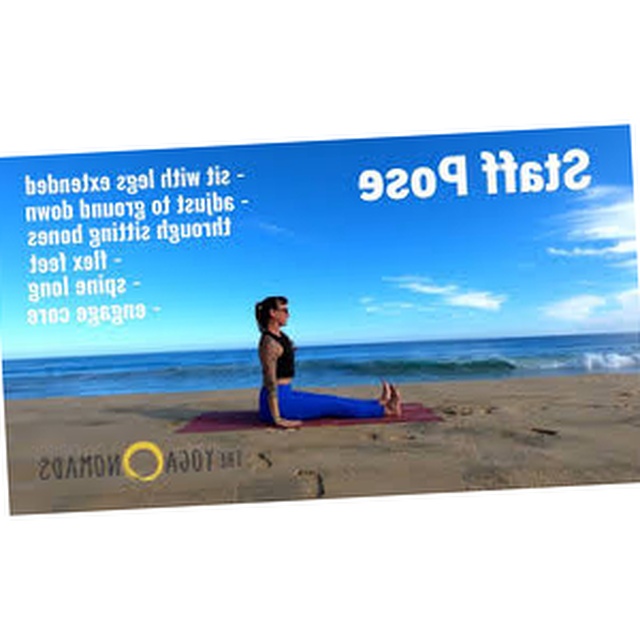 Staff Pose
- sit with legs extended
- adjust to ground down
through sitting bones
- flex feet
- spine long
- engage core
THE YOGA NOMADS